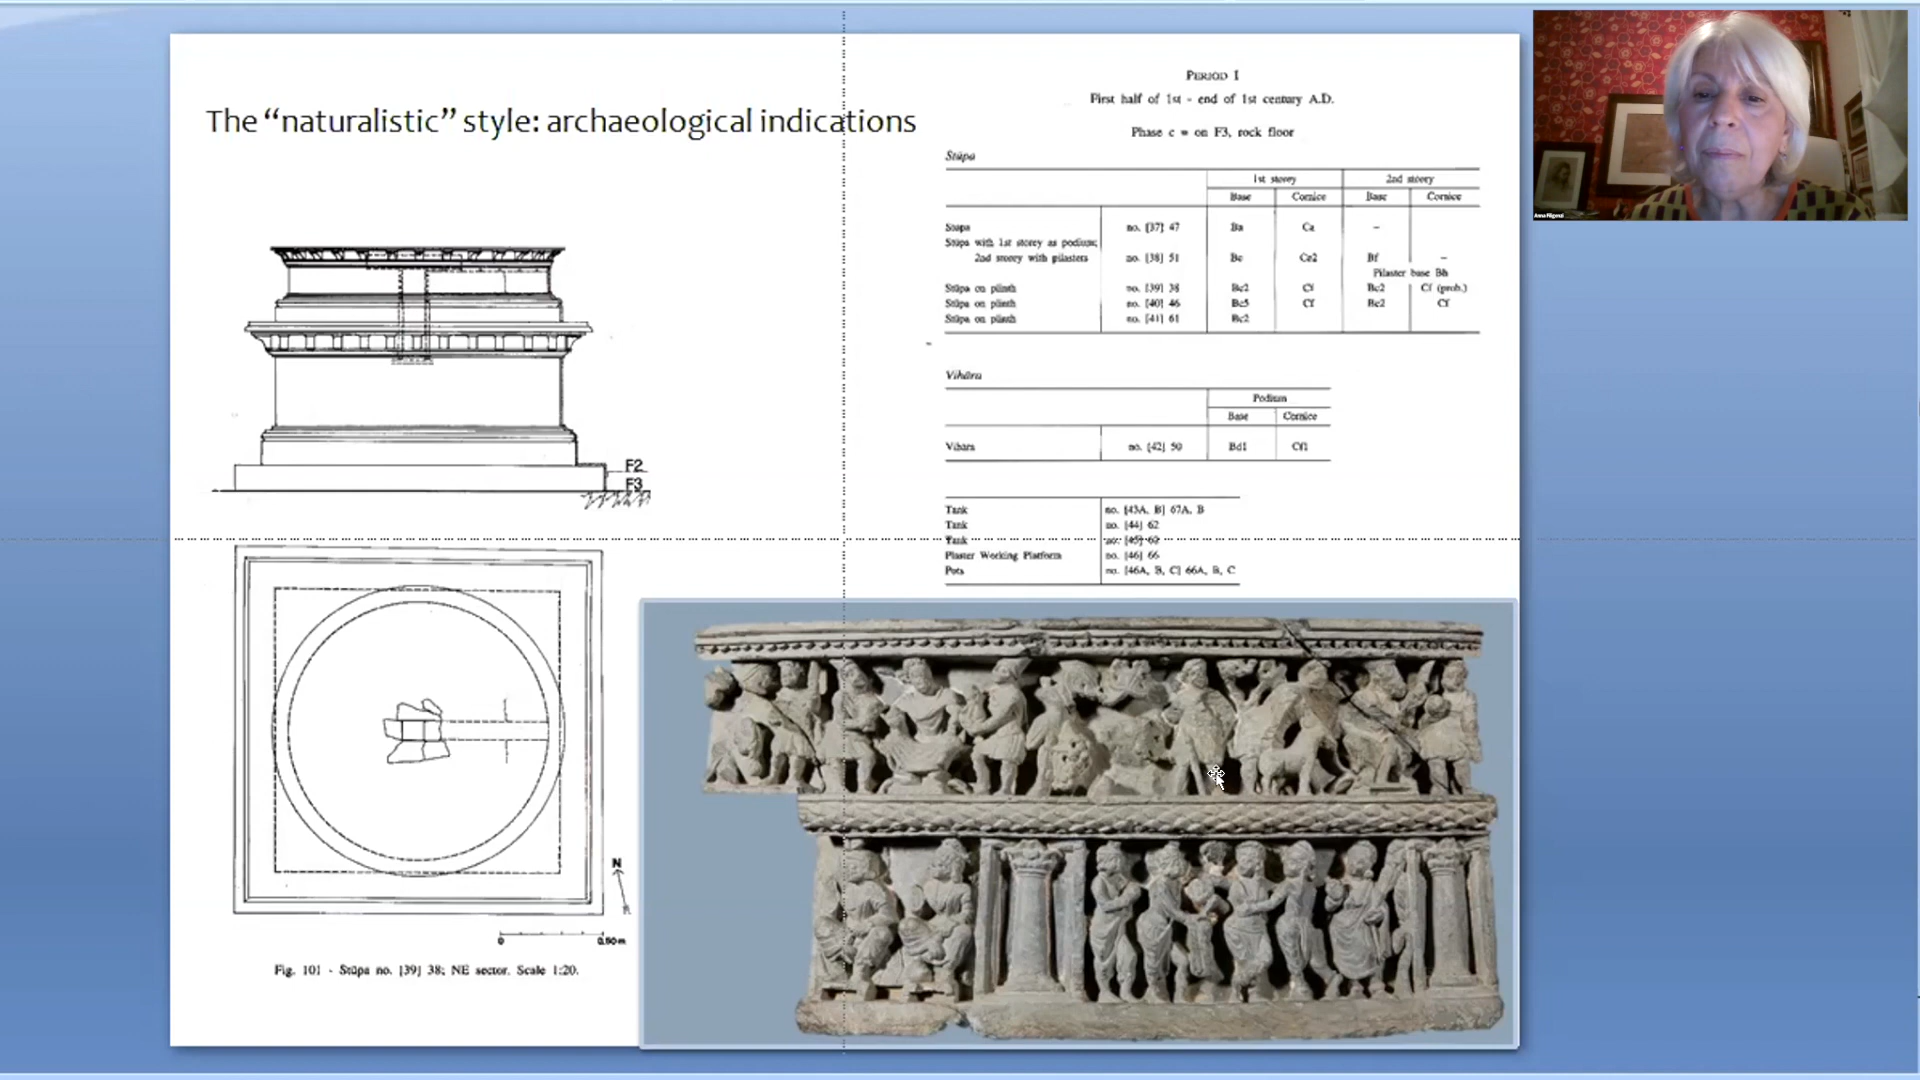 The “naturalistic” style: archaeological indications
F2
F3
N
0 0.50m
Fig. 101 - Stūpa no. [39] 38; NE sector. Scale 1:20.
PERIOD I
First half of 1st - end of 1st century A.D.
Phase c = on F3, rock floor
Stūpa
1st storey 2nd storey
Base Cornice Base Cornice
Stūpa no. [37] 47 Ba Ca –
Stūpa with 1st storey as podium;
2nd storey with pilasters no. [38] 51 Be Ce2 Bf –
Pilaster base Bh
Stūpa on plinth no. [39] 38 Bc2 Cf Bc2 Cf (prob.)
Stūpa on plinth no. [40] 46 Bc5 Cf Bc2 Cf
Stūpa on plinth no. [41] 61 Bc2
Vihāra
Podium
Base Cornice
Vihāra no. [42] 50 Bd1 Cf1
Tank no. [43A, B] 67A, B
Tank no. [44] 62
Tank no. [45]
Plaster Working Platform no. [46] 66
Pots no. [46A, B, C] 66A, B, C
Anna Filigenzi